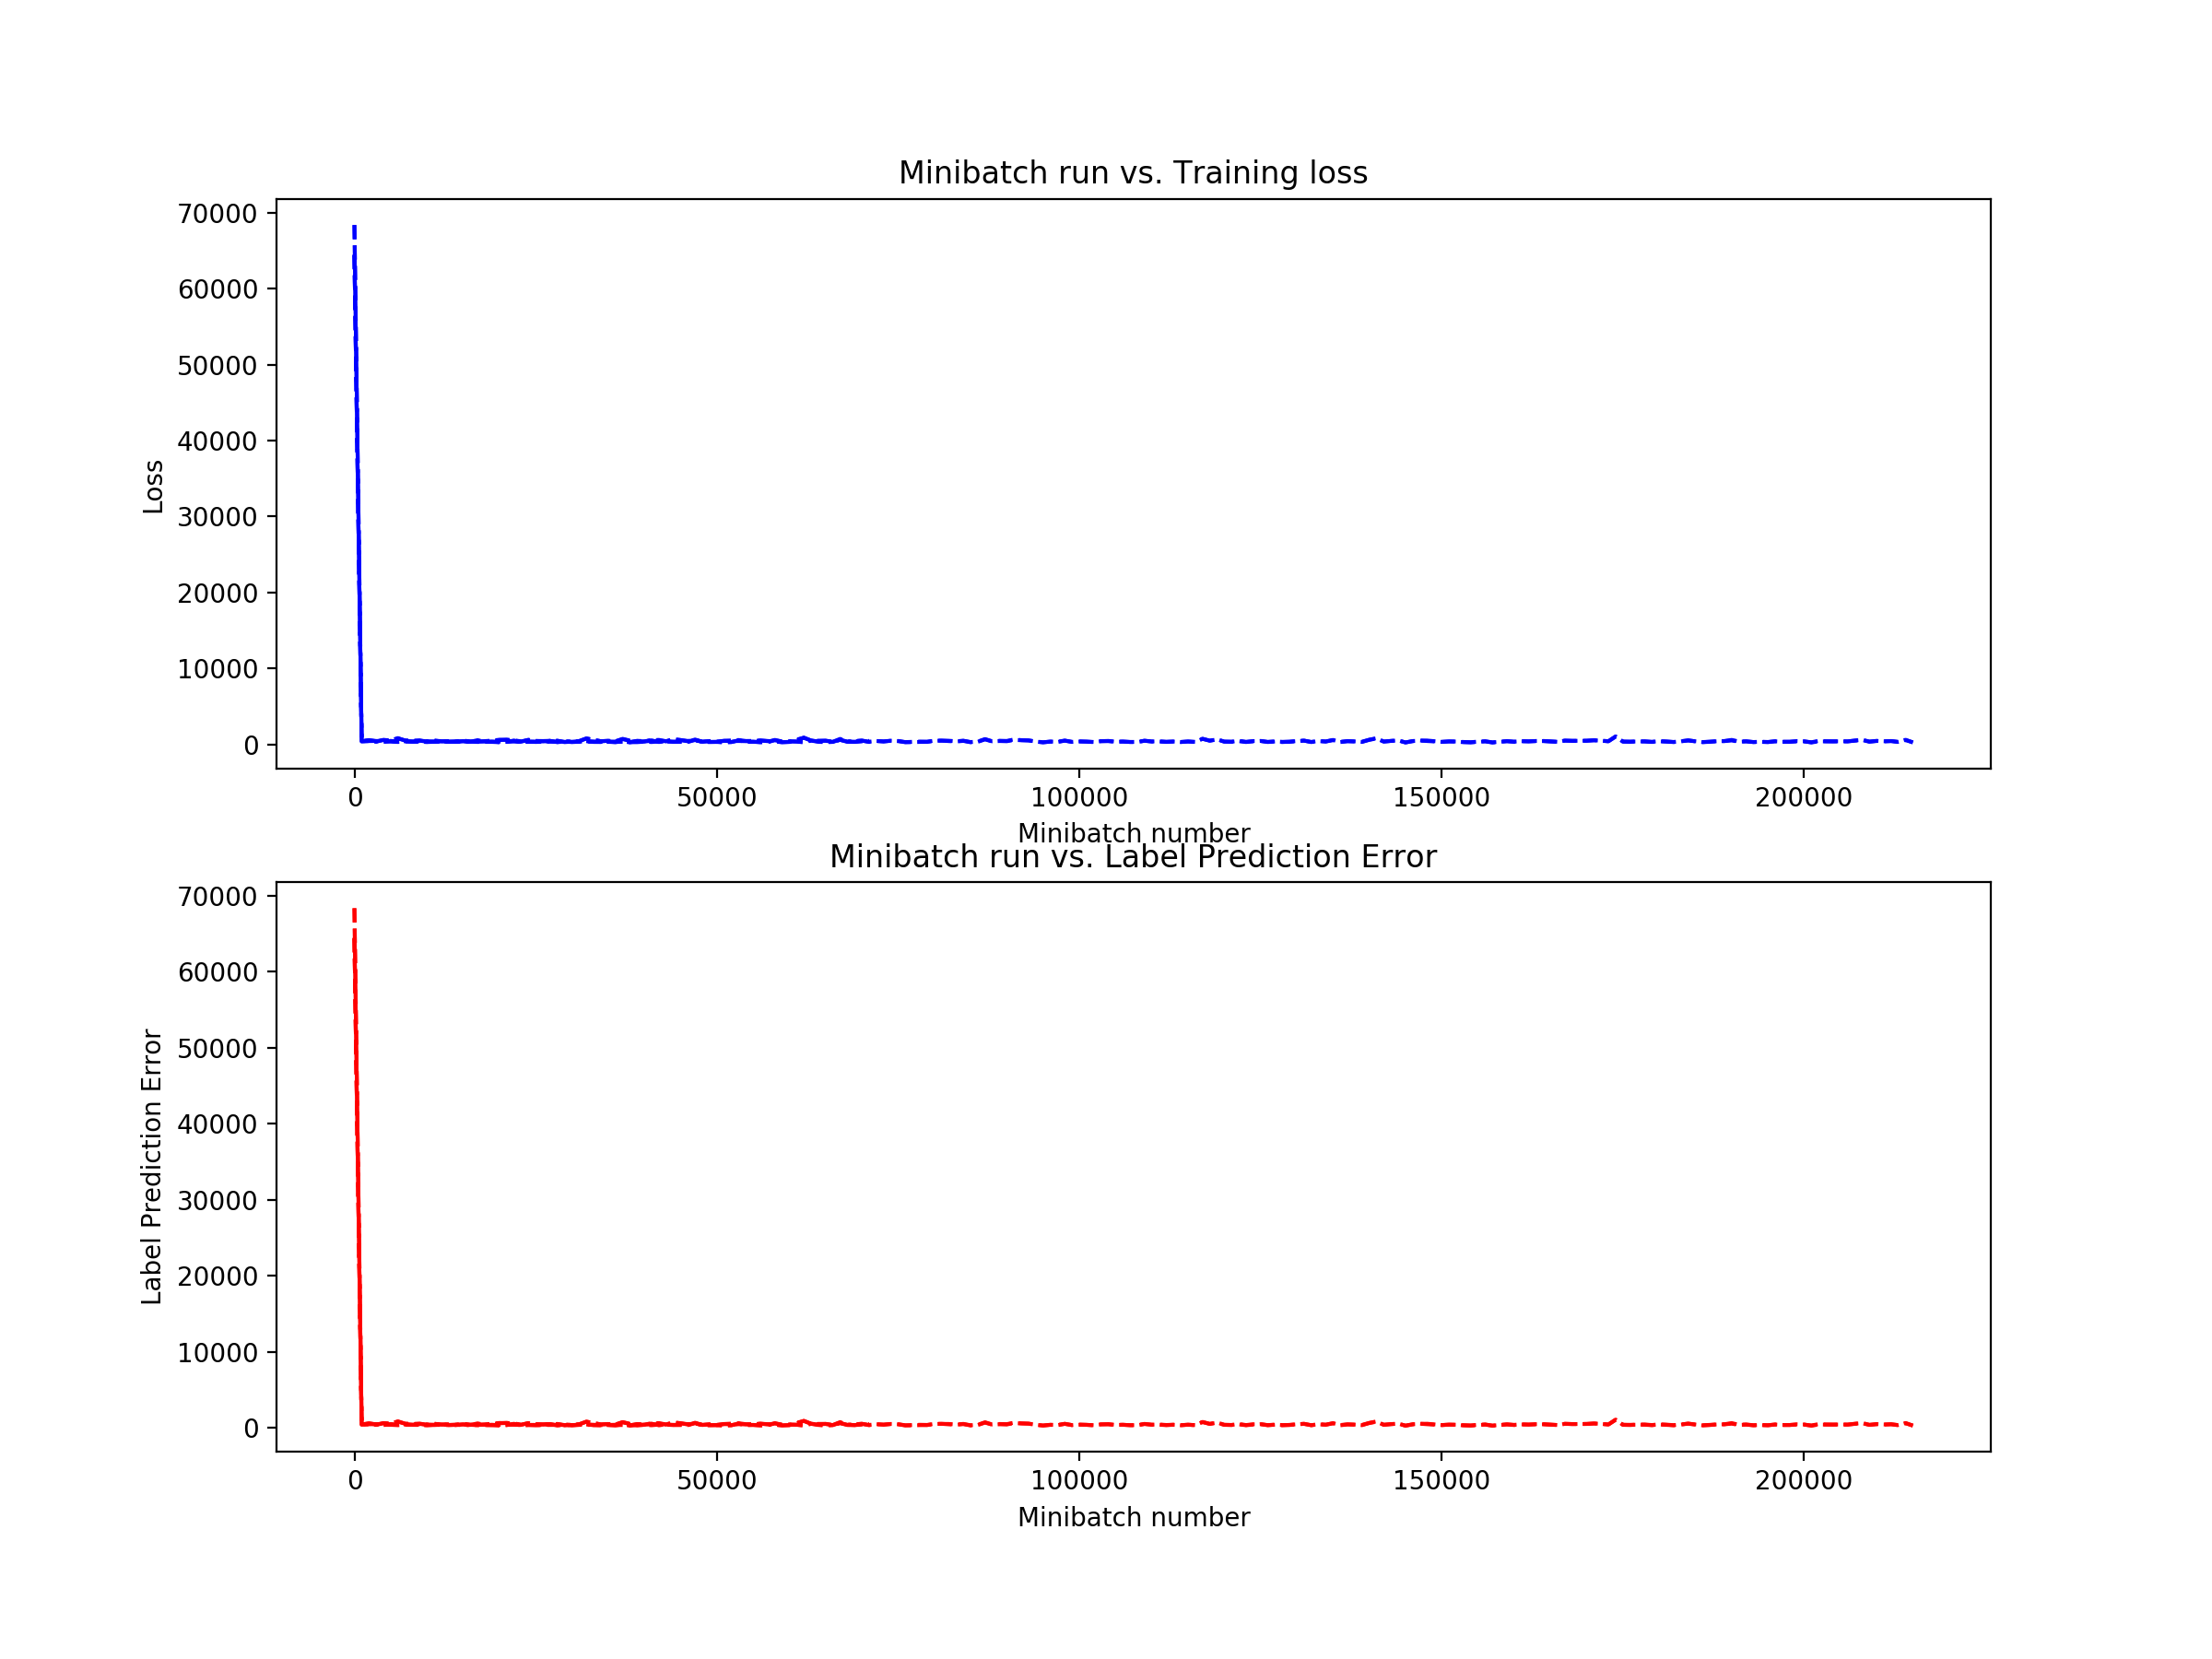 Minibatch run vs. Training loss
70000
60000
50000
40000
30000
20000
10000
0
Loss
0 50000 100000 150000 200000
Minibatch number
Minibatch run vs. Label Prediction Error
70000
60000
50000
40000
30000
20000
10000
0
Label Prediction Error
0 50000 100000 150000 200000
Minibatch number